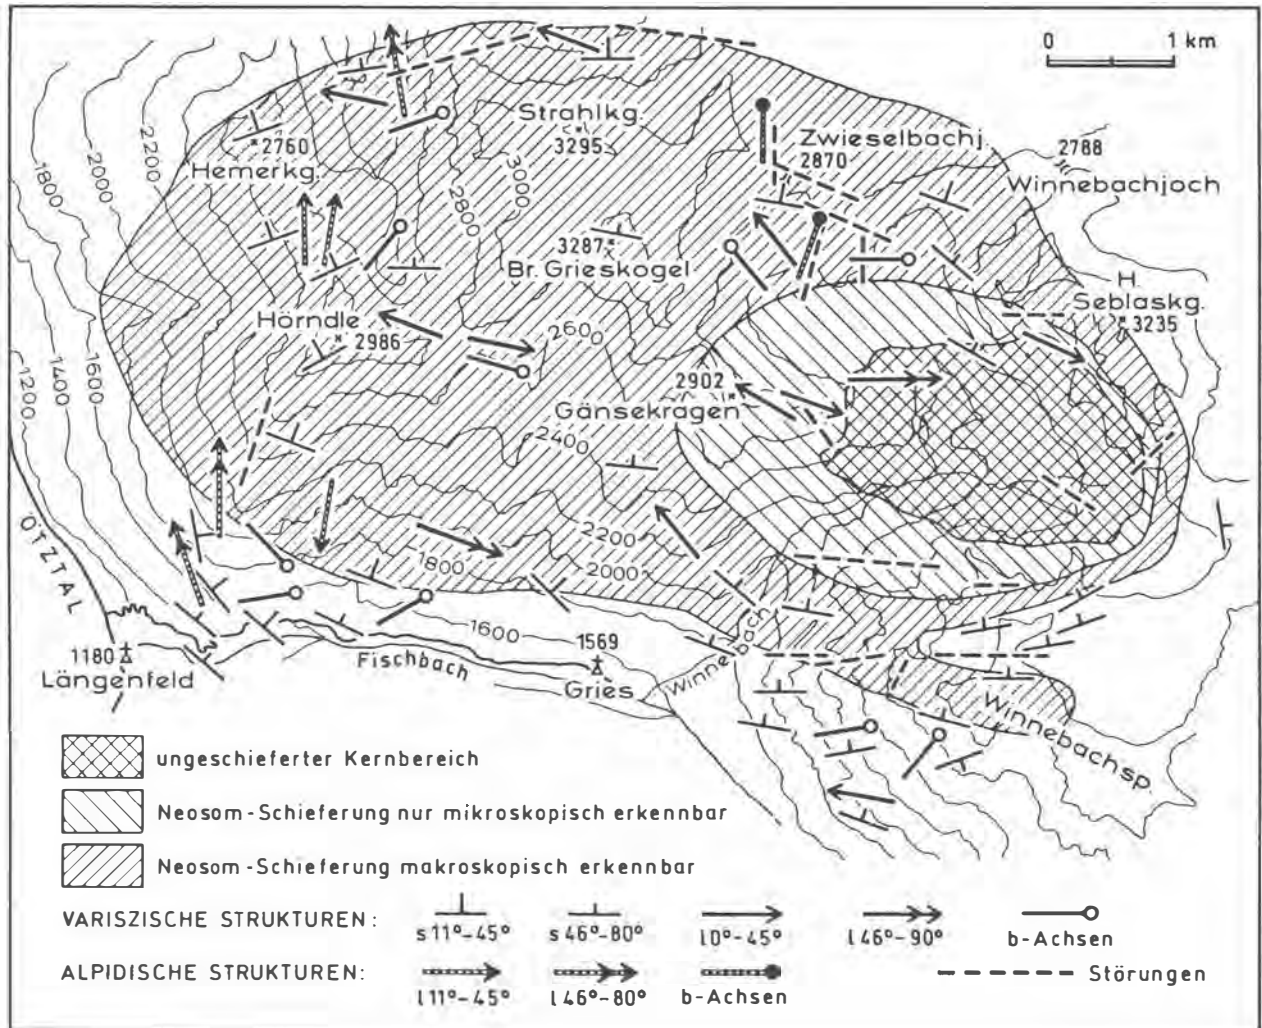 0 1 km
Strahlkg.
3295
2760
Hemerkg.
Zwieselbachj.
2870
2788
Winnebachjoch
2200
2000
1800
3000
2800
3287
Br. Grieskogel
H.
Seblaskg.
3235
Hörndle
2986
2600
1600
1400
1200
2902
Gänsekragen
2400
2200
2000
1800
ÖTZTAL
1600
1569
1180
Längenfeld
Fischbach
Gries
Winnebach
Winnebachsp.
ungeschieferter Kernbereich
Neosom-Schieferung nur mikroskopisch erkennbar
Neosom-Schieferung makroskopisch erkennbar
VARISZISCHE STRUKTUREN: s 11°-45° s 46°-80° l 0°-45° l 46°-90° b-Achsen
ALPIDISCHE STRUKTUREN: l 11°-45° l 46°-80° b-Achsen Störungen